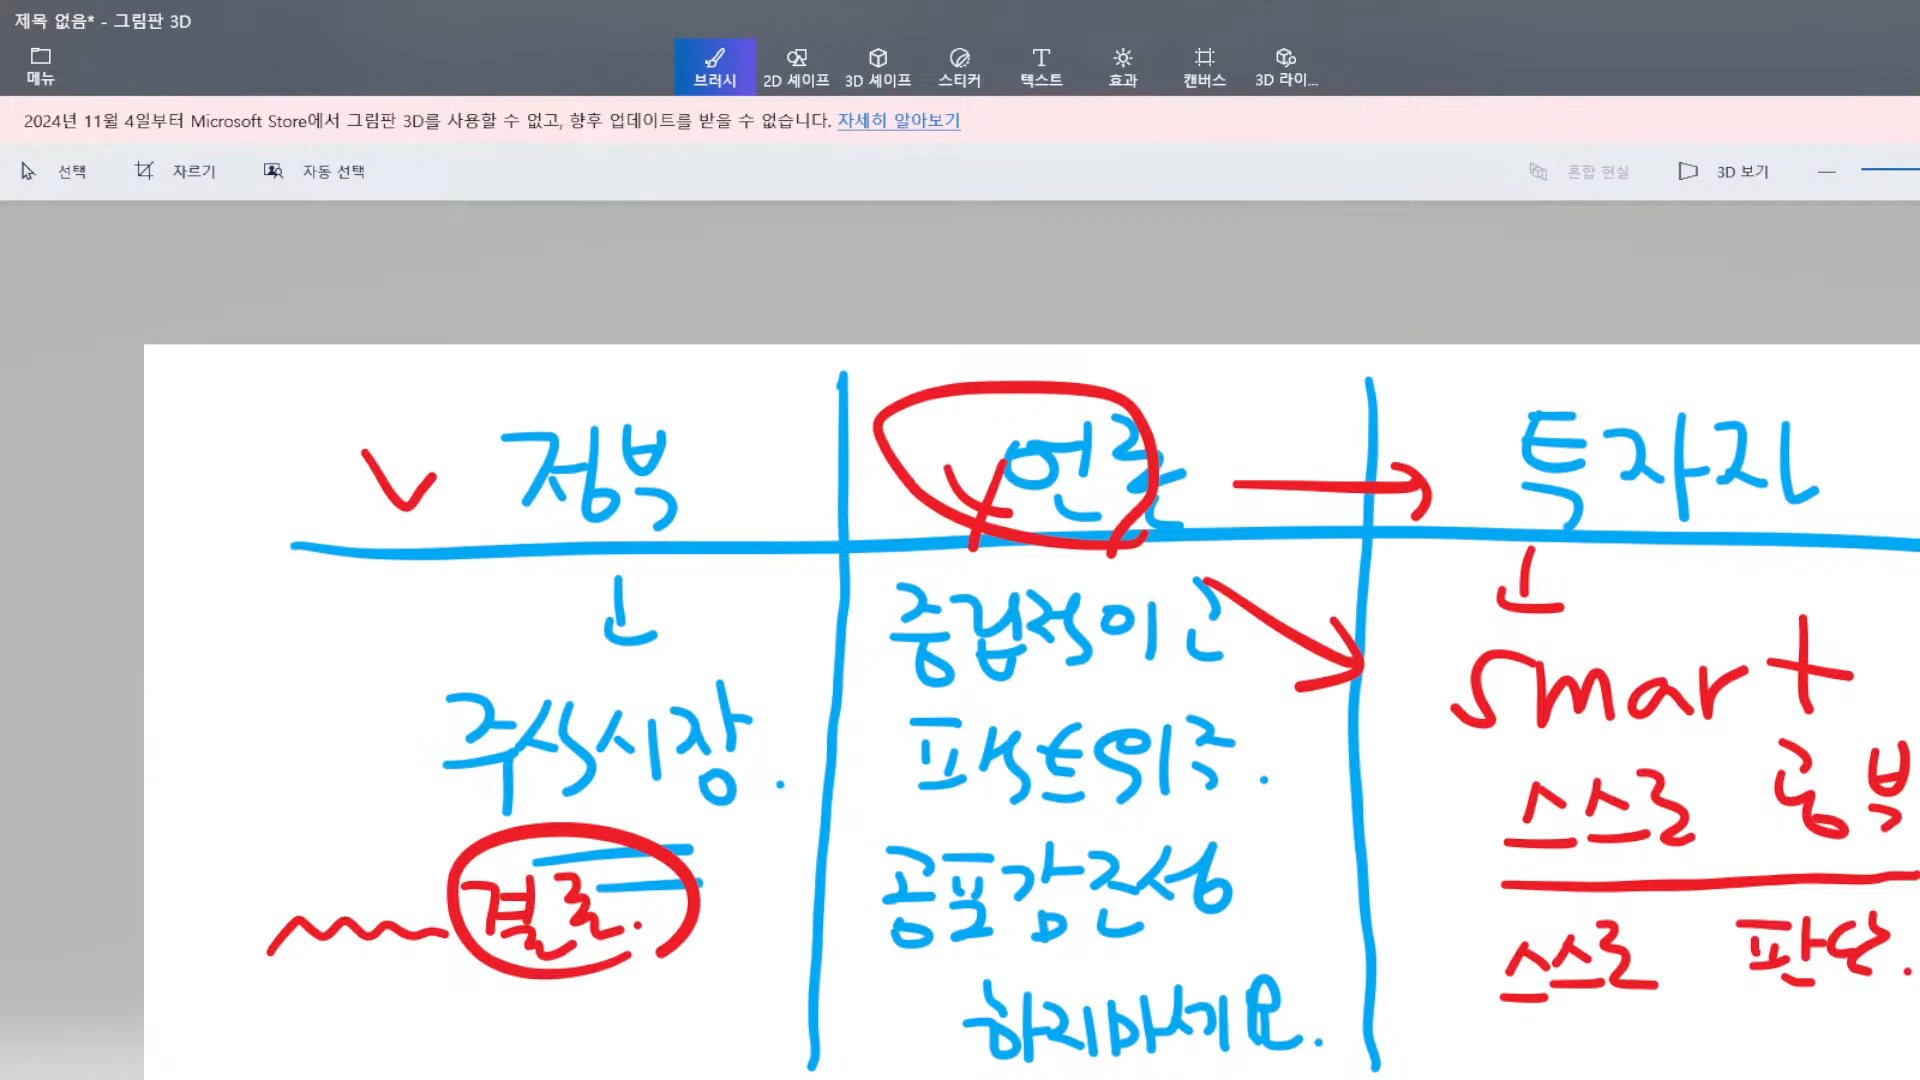 제목 없음* - 그림판 3D
메뉴
브러시
2D 셰이프
3D 셰이프
스티커
텍스트
효과
캔버스
3D 라이...
2024년 11월 4일부터 Microsoft Store에서 그림판 3D를 사용할 수 없고, 향후 업데이트를 받을 수 없습니다. 자세히 알아보기
선택
자르기
자동 선택
혼합 현실
3D 보기
정부
언론
투자자
주식시장.
결론.
중립적이고
팩트위주.
공포감조성
하지마세요.
smart
스스로 공부
스스로 판단.